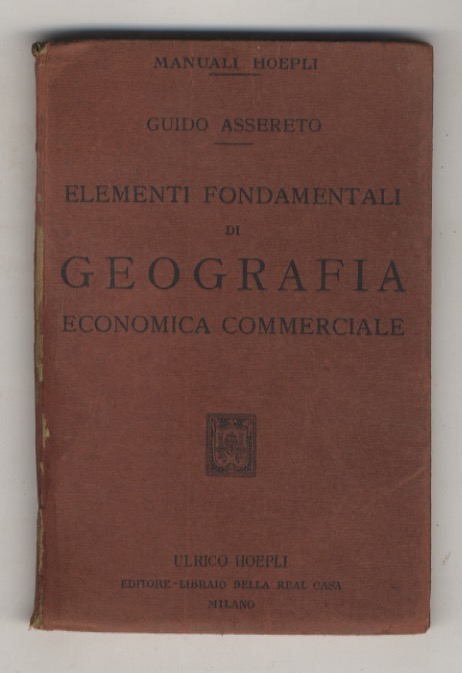 MANUALI HOEPLI
GUIDO ASSERETO
ELEMENTI FONDAMENTALI
DI
GEOGRAFIA
ECONOMICA COMMERCIALE
ULRICO HOEPLI
EDITORE-LIBRAIO DELLA REAL CASA
MILANO